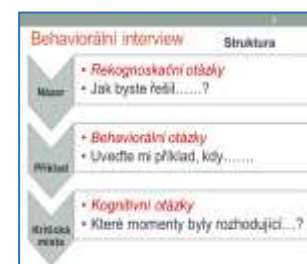 Behaviorální interview Struktura
Názor
• Rekognoskační otázky
• Jak byste řešil……?
Příklad
• Behaviorální otázky
• Uveďte mi příklad, kdy…….
Kritická
místa
• Kognitivní otázky
• Které momenty byly rozhodující…?